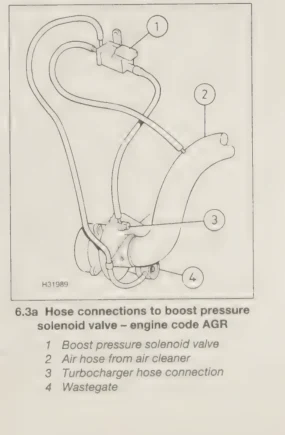 1
2
3
4
H31989
6.3a Hose connections to boost pressure
solenoid valve – engine code AGR
1 Boost pressure solenoid valve
2 Air hose from air cleaner
3 Turbocharger hose connection
4 Wastegate